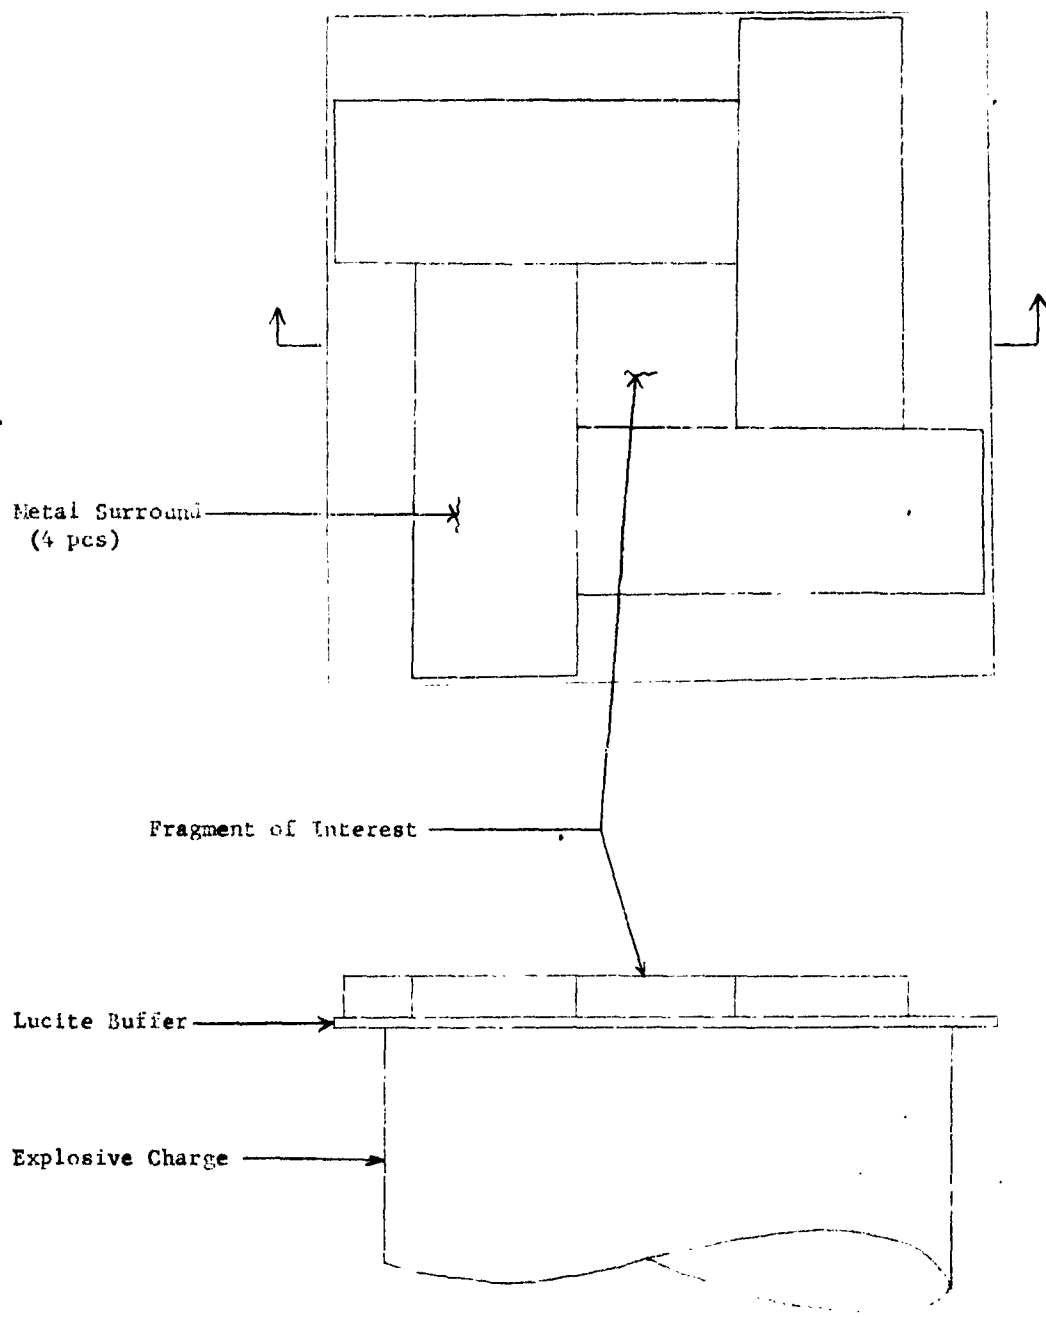 Metal Surround
(4 pcs)
Fragment of Interest
Lucite Buffer
Explosive Charge